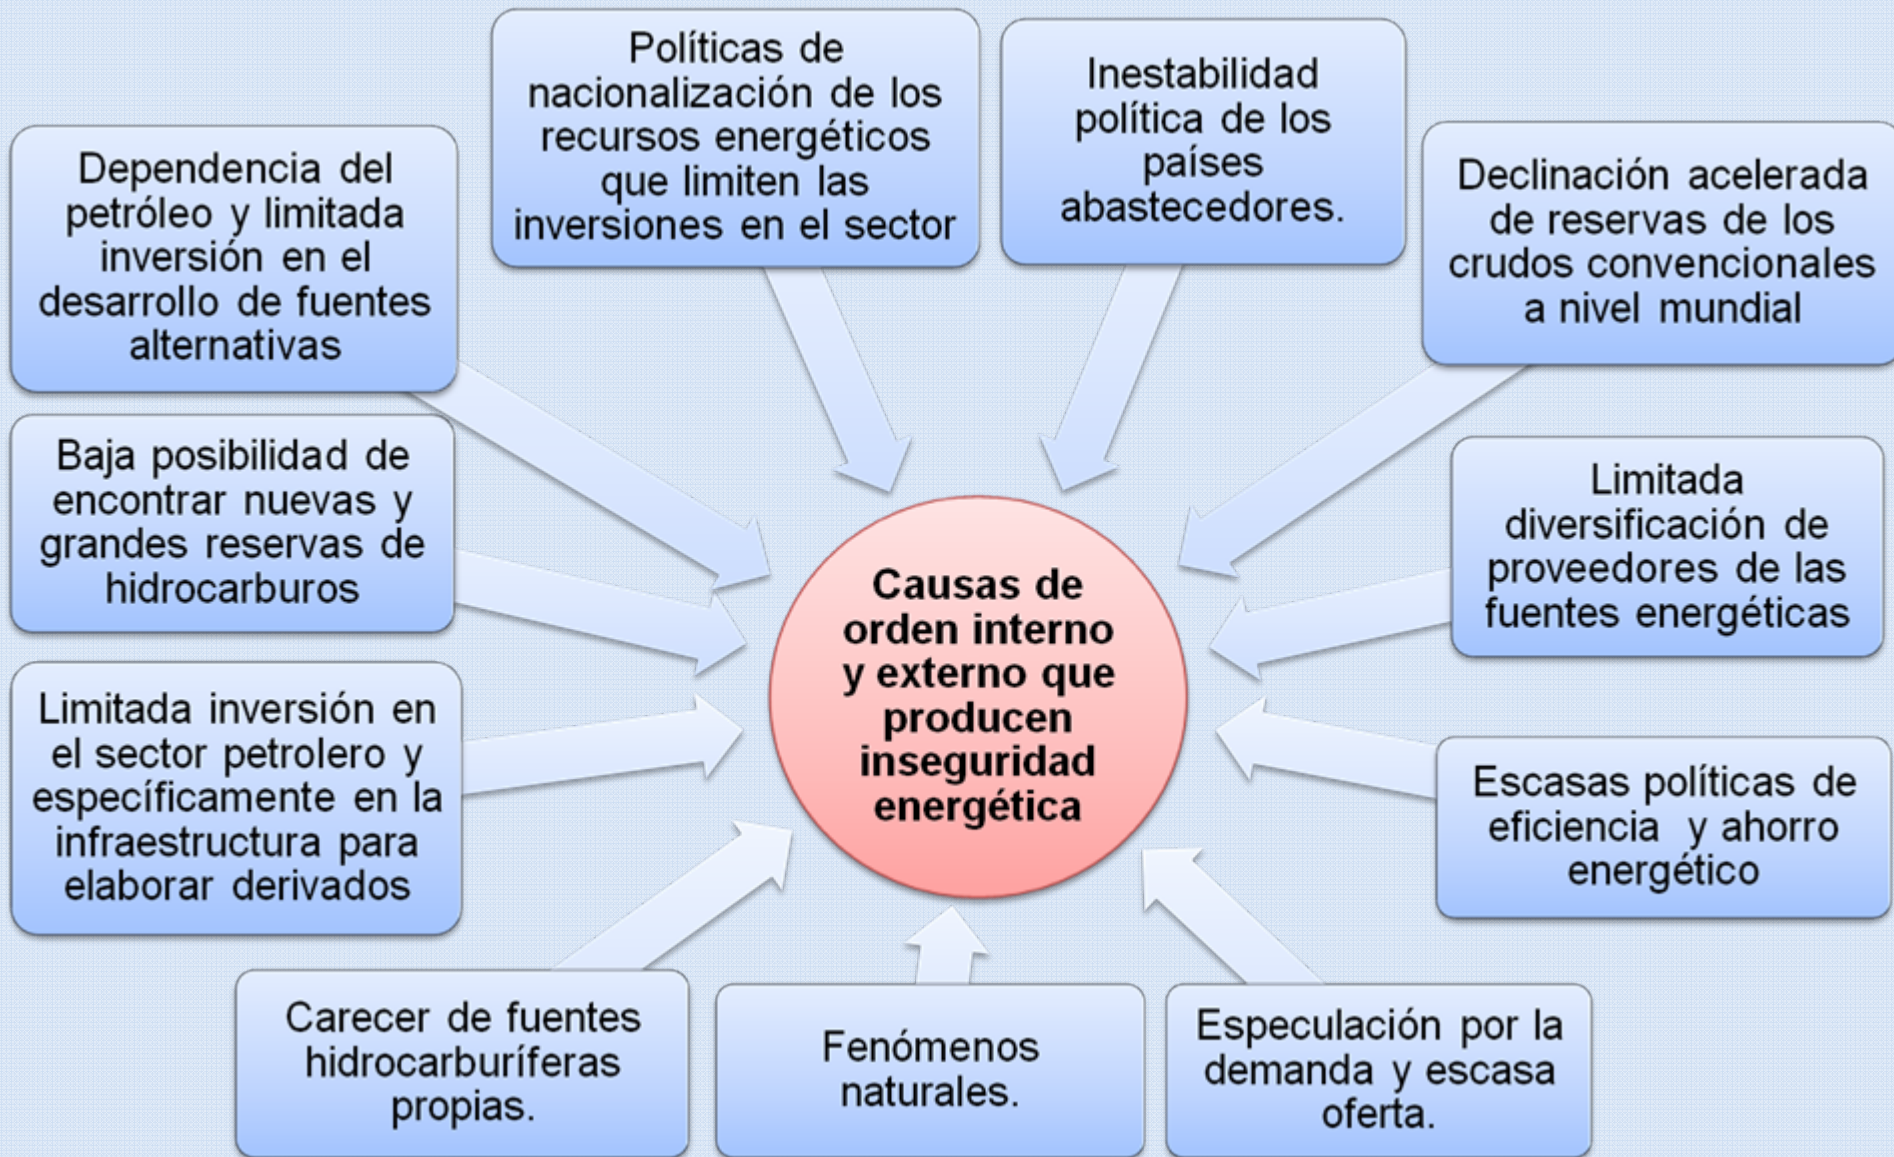 Políticas de
nacionalización de los
recursos energéticos
que limiten las
inversiones en el sector
Inestabilidad
política de los
países
abastecedores.
Dependencia del
petróleo y limitada
inversión en el
desarrollo de fuentes
alternativas
Declinación acelerada
de reservas de los
crudos convencionales
a nivel mundial
Baja posibilidad de
encontrar nuevas y
grandes reservas de
hidrocarburos
Limitada
diversificación de
proveedores de las
fuentes energéticas
Causas de
orden interno
y externo que
producen
inseguridad
energética
Limitada inversión en
el sector petrolero y
específicamente en la
infraestructura para
elaborar derivados
Escasas políticas de
eficiencia y ahorro
energético
Carecer de fuentes
hidrocarburíferas
propias.
Fenómenos
naturales.
Especulación por la
demanda y escasa
oferta.